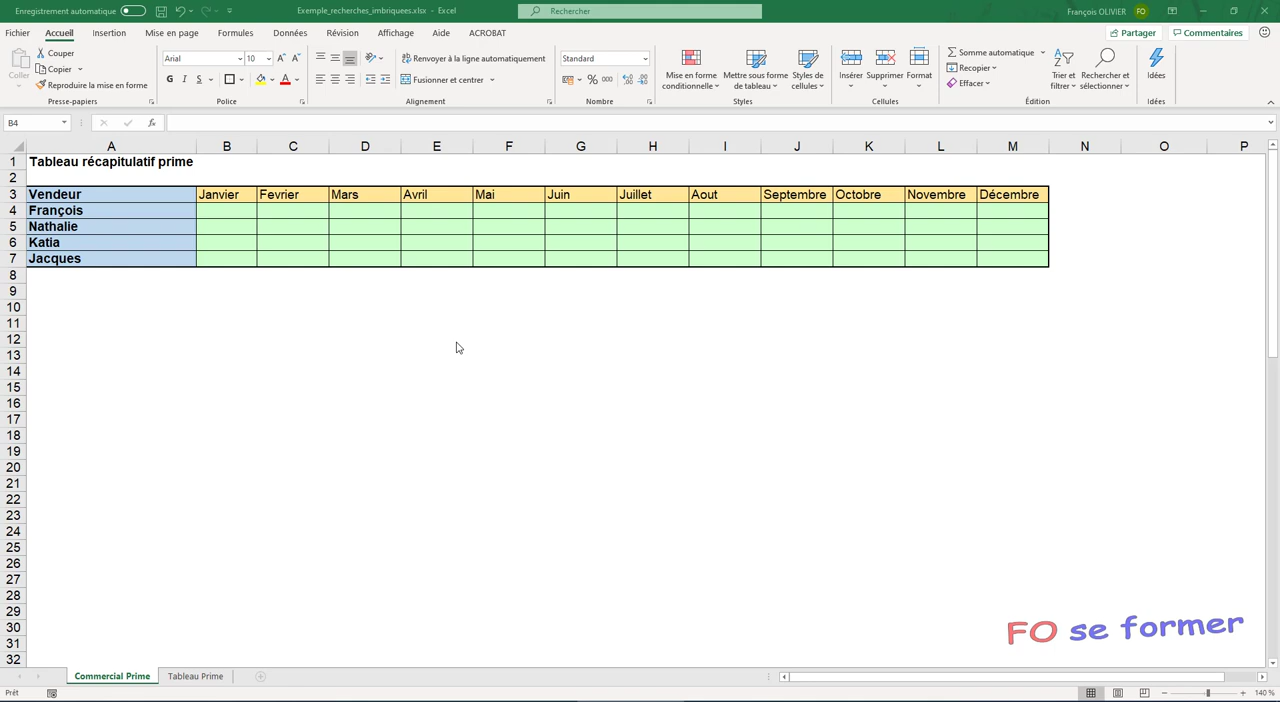 Enregistrement automatique Exemple_recherches_imbriquees.xlsx - Excel Rechercher François OLIVIER FO
Fichier Accueil Insertion Mise en page Formules Données Révision Affichage Aide ACROBAT Partager Commentaires
Coller
Couper
Copier
Reproduire la mise en forme
Presse-papiers
Arial 10
G I S A
Police
Renvoyer à la ligne automatiquement
Fusionner et centrer
Alignement
Standard
% 000
Nombre
Mise en forme conditionnelle
Mettre sous forme de tableau
Styles de cellules
Styles
Insérer Supprimer Format
Cellules
Somme automatique
Recopier
Effacer
Trier et filtrer
Rechercher et sélectionner
Édition
Idées
Idées
B4 fx
A B C D E F G H I J K L M N O P
1 Tableau récapitulatif prime
2
3 Vendeur Janvier Fevrier Mars Avril Mai Juin Juillet Aout Septembre Octobre Novembre Décembre
4 François
5 Nathalie
6 Katia
7 Jacques
8
9
10
11
12
13
14
15
16
17
18
19
20
21
22
23
24
25
26
27
28
29
30
31
32
FO se former
Commercial Prime Tableau Prime
Prêt 140 %